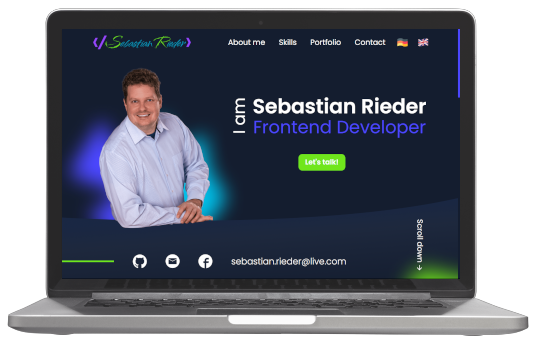 Sebastian Rieder
About me Skills Portfolio Contact
I am
Sebastian Rieder
Frontend Developer
Let's talk!
Scroll down →
sebastian.rieder@live.com